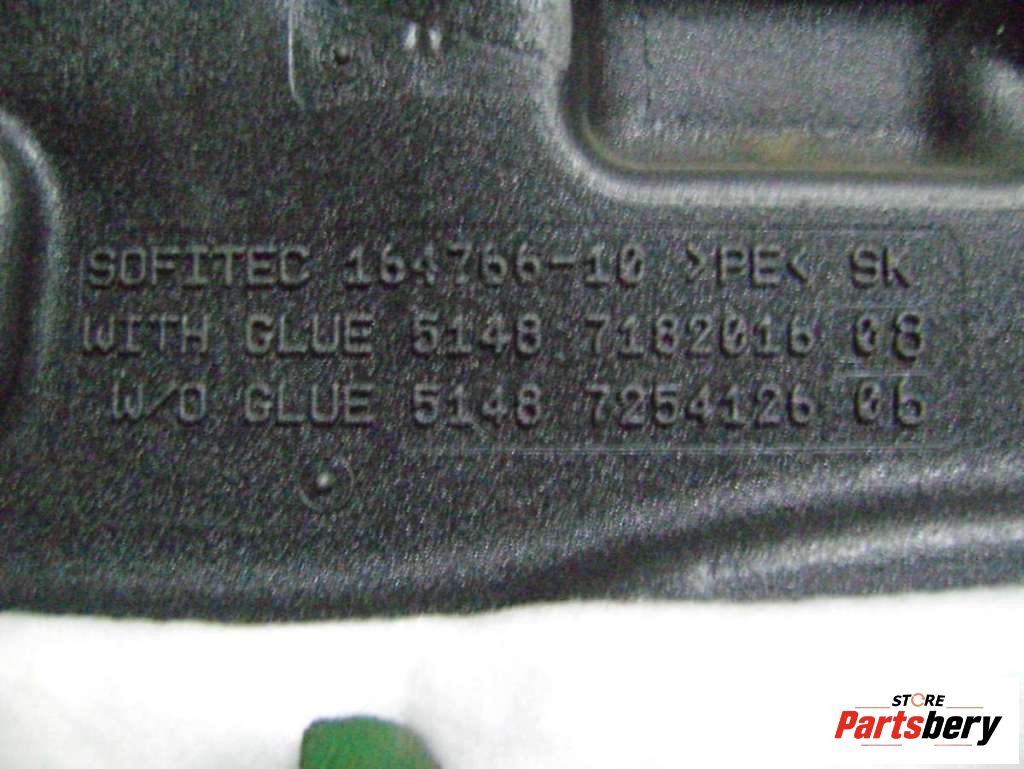 SOFITEC 164766-10 >PE< SK
WITH GLUE 5148 7182016 08
W/O GLUE 5148 7254126 06
STORE
Partsbery